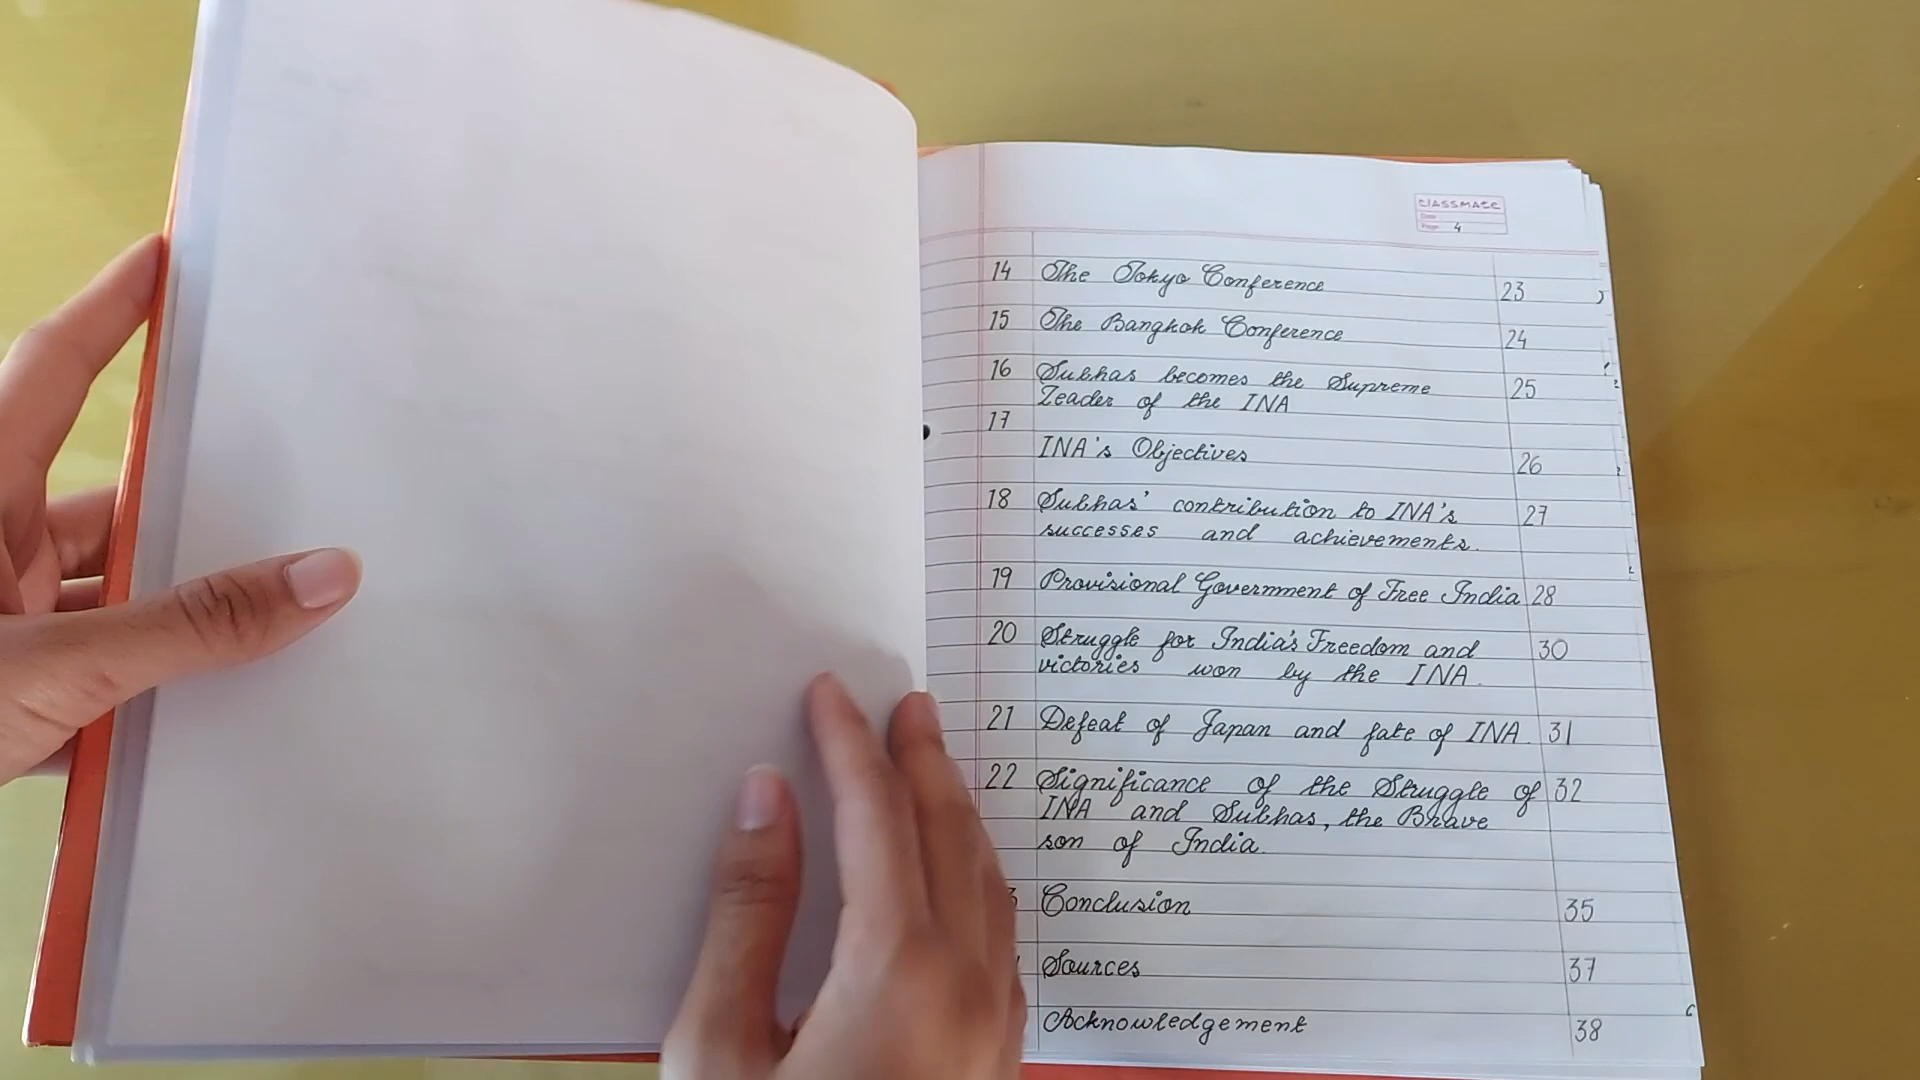 CLASSMATE
Date
Page 4
14 The Tokyo Conference 23
15 The Bangkok Conference 24
16 Subhas becomes the Supreme 25
Leader of the INA
17
INA's Objectives 26
18 Subhas' contribution to INA's 27
successes and achievements.
19 Provisional Government of Free India 28
20 Struggle for India's Freedom and 30
victories won by the INA.
21 Defeat of Japan and fate of INA. 31
22 Significance of the Struggle of 32
INA and Subhas, the Brave
son of India.
Conclusion 35
Sources 37
Acknowledgement 38